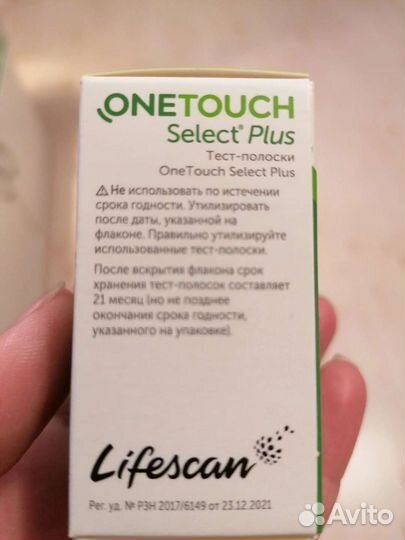 ONETOUCH
Select® Plus
Тест-полоски
OneTouch Select Plus
⚠ Не использовать по истечении
срока годности. Утилизировать
после даты, указанной на
флаконе. Правильно утилизируйте
использованные тест-полоски.
После вскрытия флакона срок
хранения тест-полосок составляет
21 месяц (но не позднее
окончания срока годности,
указанного на упаковке).
Lifescan
Рег. уд. № РЗН 2017/6149 от 23.12.2021
Avito